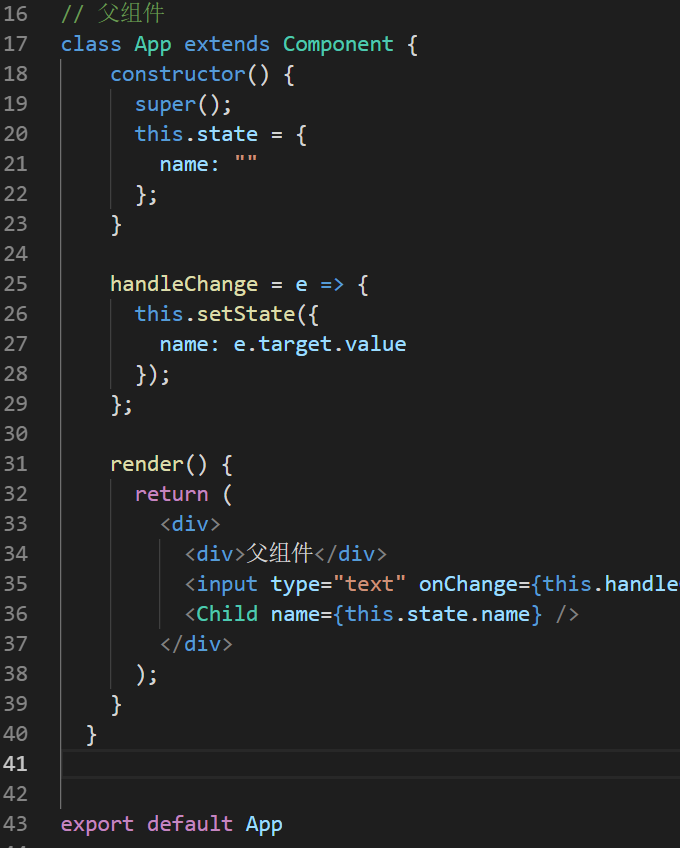 16 // 父组件
17 class App extends Component {
18 constructor() {
19 super();
20 this.state = {
21 name: ""
22 };
23 }
24
25 handleChange = e => {
26 this.setState({
27 name: e.target.value
28 });
29 };
30
31 render() {
32 return (
33 <div>
34 <div>父组件</div>
35 <input type="text" onChange={this.handle
36 <Child name={this.state.name} />
37 </div>
38 );
39 }
40 }
41
42
43 export default App